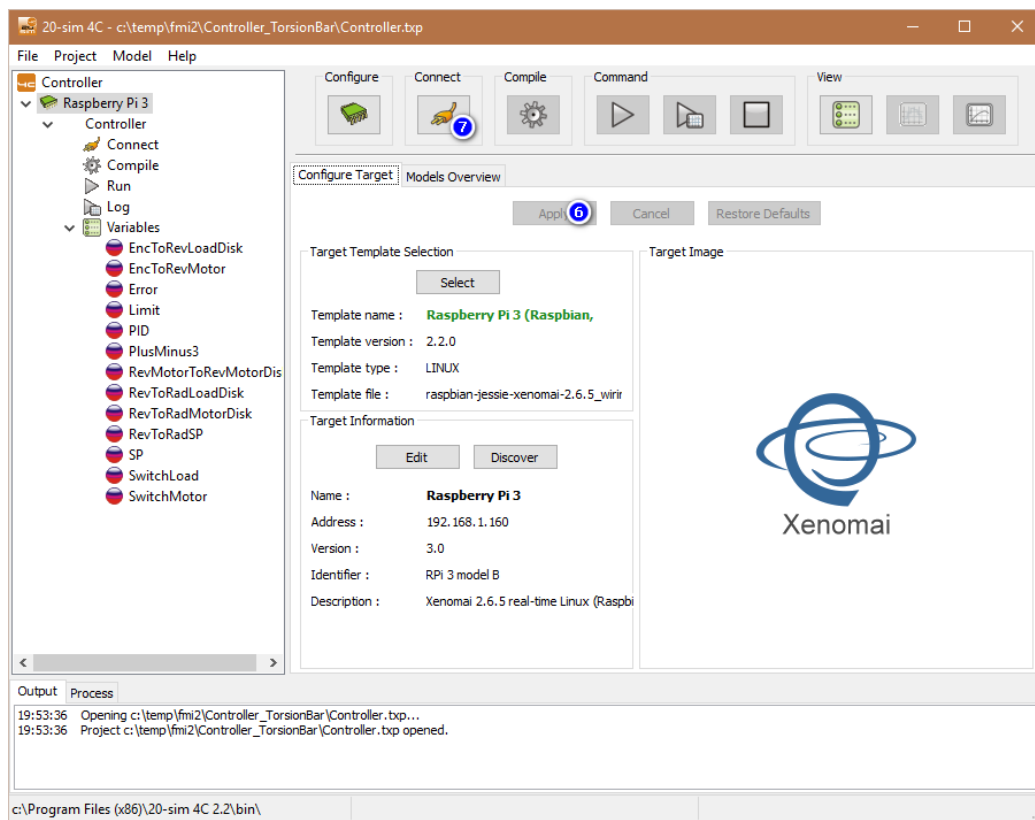 20-sim 4C - c:\temp\fmi2\Controller_TorsionBar\Controller.txp
File Project Model Help
Controller
Raspberry Pi 3
Controller
Connect
Compile
Run
Log
Variables
EncToRevLoadDisk
EncToRevMotor
Error
Limit
PID
PlusMinus3
RevMotorToRevMotorDis
RevToRadLoadDisk
RevToRadMotorDisk
RevToRadSP
SP
SwitchLoad
SwitchMotor
Configure Connect Compile Command View
7
Configure Target Models Overview
Appl 6 Cancel Restore Defaults
Target Template Selection
Select
Template name : Raspberry Pi 3 (Raspbian,
Template version : 2.2.0
Template type : LINUX
Template file : raspbian-jessie-xenomai-2.6.5_wirin
Target Information
Edit Discover
Name : Raspberry Pi 3
Address : 192.168.1.160
Version : 3.0
Identifier : RPi 3 model B
Description : Xenomai 2.6.5 real-time Linux (Raspbi
Target Image
Xenomai
Output Process
19:53:36 Opening c:\temp\fmi2\Controller_TorsionBar\Controller.txp...
19:53:36 Project c:\temp\fmi2\Controller_TorsionBar\Controller.txp opened.
c:\Program Files (x86)\20-sim 4C 2.2\bin\